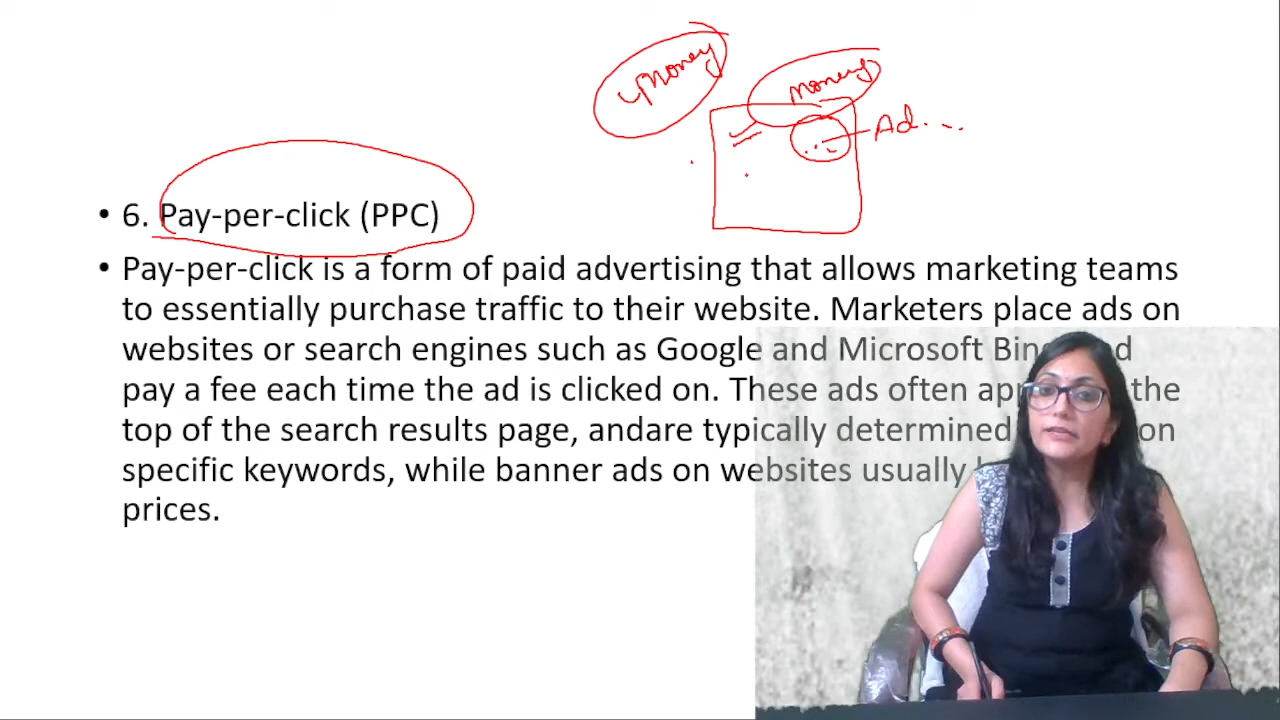 Money
Money
Ad...
• 6. Pay-per-click (PPC)
• Pay-per-click is a form of paid advertising that allows marketing teams
to essentially purchase traffic to their website. Marketers place ads on
websites or search engines such as Google and Microsoft Bing
pay a fee each time the ad is clicked on. These ads often the
top of the search results page, andare typically determined on
specific keywords, while banner ads on websites usually
prices.